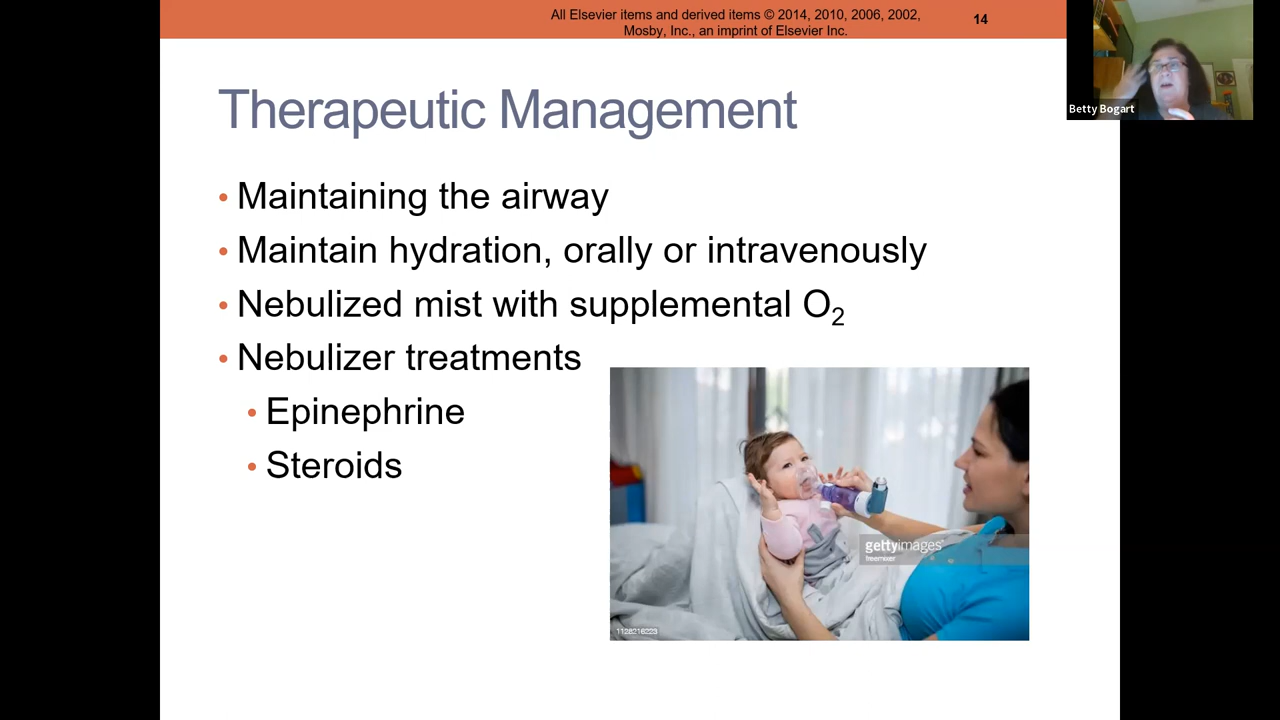 All Elsevier items and derived items © 2014, 2010, 2006, 2002,
Mosby, Inc., an imprint of Elsevier Inc.
14
Betty Bogart
Therapeutic Management
• Maintaining the airway
• Maintain hydration, orally or intravenously
• Nebulized mist with supplemental O₂
• Nebulizer treatments
• Epinephrine
• Steroids
gettyimages
freemixer
1128216223